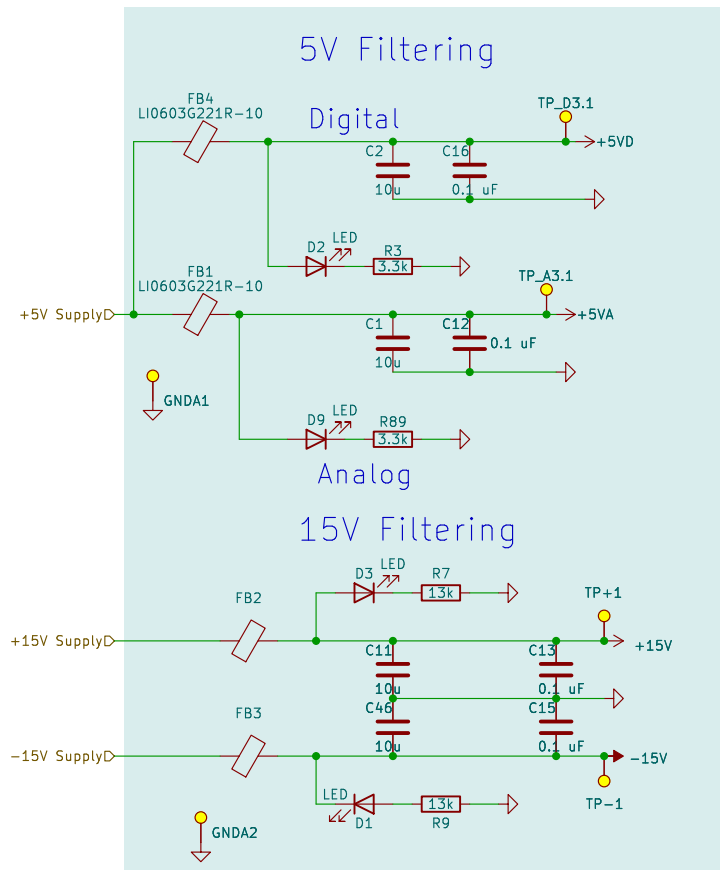 5V Filtering
FB4
LI0603G221R-10
TP_D3.1
Digital
+5VD
C2
C16
10u
0.1 uF
LED
D2
R3
3.3k
FB1
LI0603G221R-10
TP_A3.1
+5V Supply
+5VA
C1
C12
0.1 uF
10u
GNDA1
LED
D9
R89
3.3k
Analog
15V Filtering
LED
D3
R7
13k
FB2
TP+1
+15V Supply
+15V
C11
C13
10u
0.1 uF
C46
C15
FB3
10u
0.1 uF
-15V Supply
-15V
LED
13k
TP-1
D1
R9
GNDA2